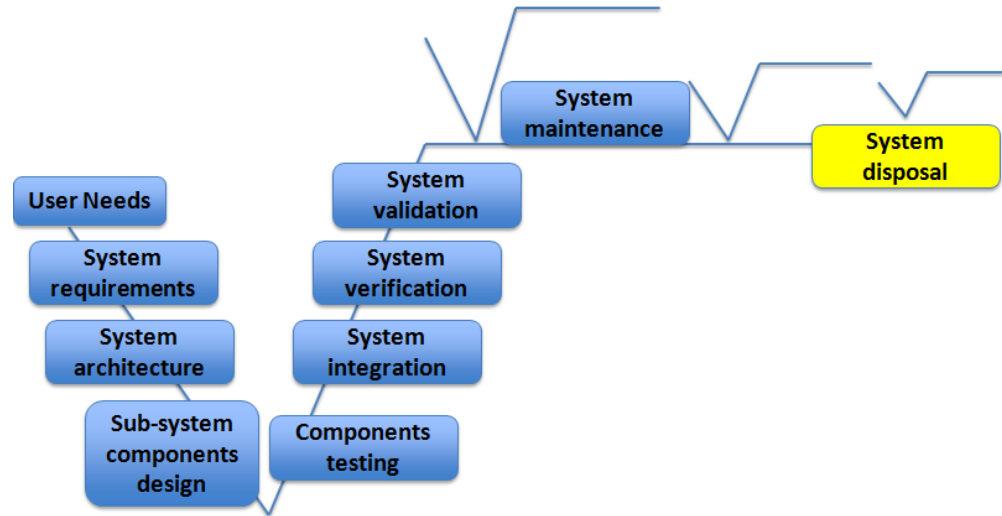 User Needs
System
requirements
System
architecture
Sub-system
components
design
Components
testing
System
integration
System
verification
System
validation
System
maintenance
System
disposal